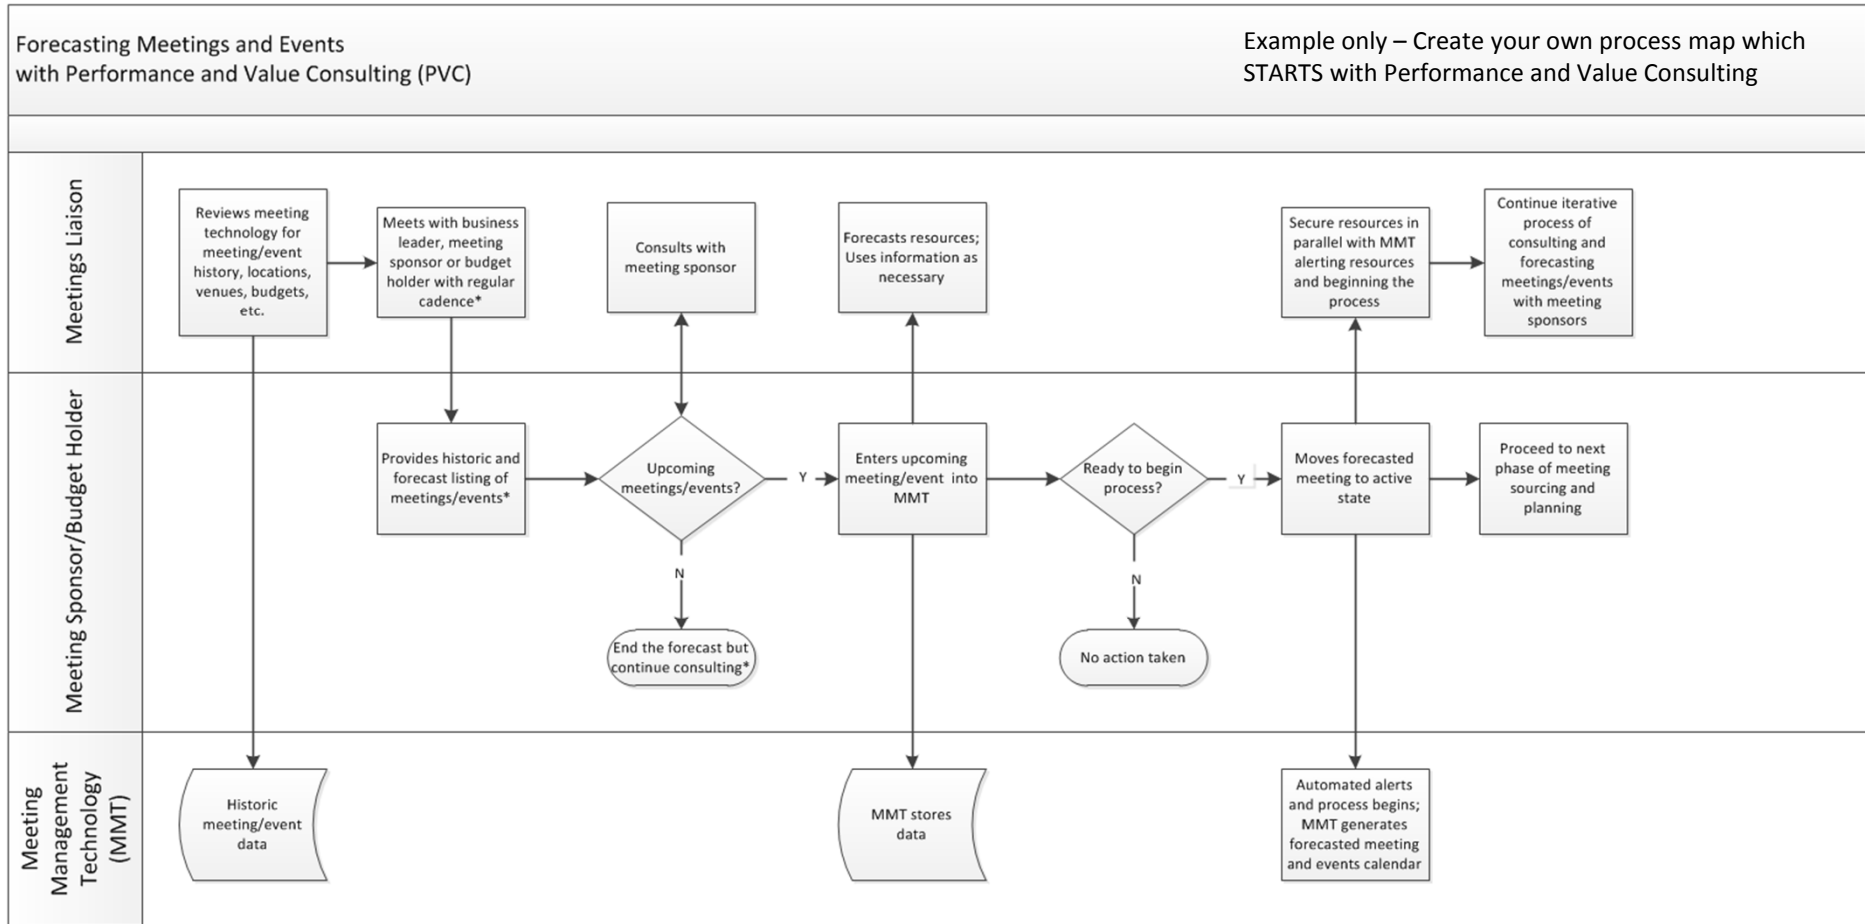 Forecasting Meetings and Events
with Performance and Value Consulting (PVC)
Example only – Create your own process map which
STARTS with Performance and Value Consulting
Meetings Liaison
Reviews meeting
technology for
meeting/event
history, locations,
venues, budgets,
etc.
Meets with business
leader, meeting
sponsor or budget
holder with regular
cadence*
Consults with
meeting sponsor
Forecasts resources;
Uses information as
necessary
Secure resources in
parallel with MMT
alerting resources
and beginning the
process
Continue iterative
process of
consulting and
forecasting
meetings/events
with meeting
sponsors
Meeting Sponsor/Budget Holder
Provides historic and
forecast listing of
meetings/events*
Upcoming
meetings/events?
Y
N
End the forecast but
continue consulting*
Enters upcoming
meeting/event into
MMT
Ready to begin
process?
Y
N
No action taken
Moves forecasted
meeting to active
state
Proceed to next
phase of meeting
sourcing and
planning
Meeting
Management
Technology
(MMT)
Historic
meeting/event
data
MMT stores
data
Automated alerts
and process begins;
MMT generates
forecasted meeting
and events calendar